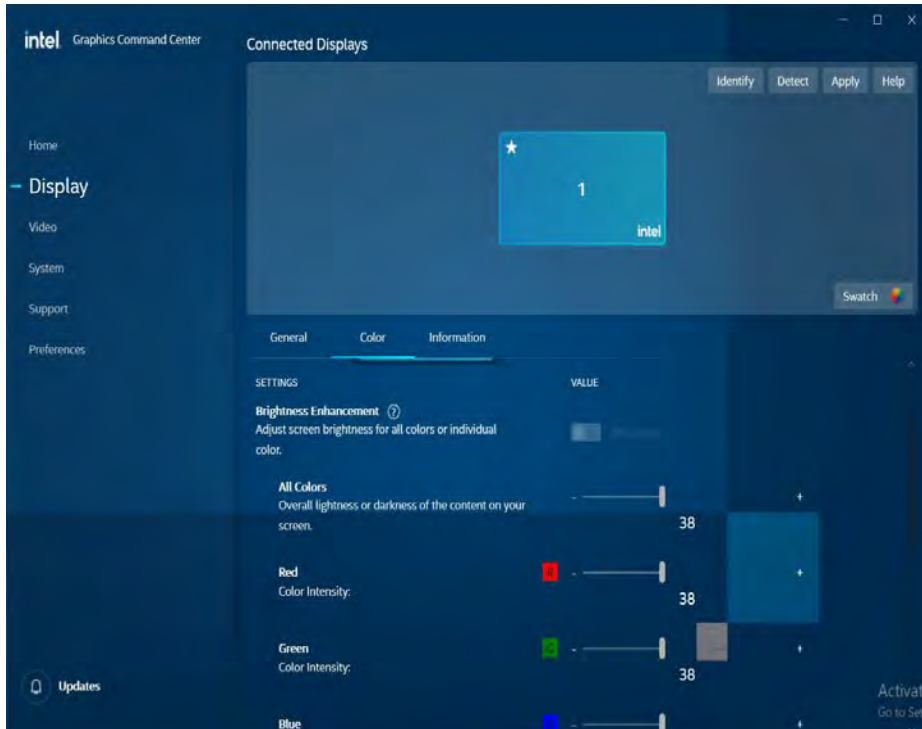 intel. Graphics Command Center
Connected Displays
Identify Detect Apply Help
Home
Display
Video
System
Support
Preferences
1
intel
Swatch
General Color Information
SETTINGS VALUE
Brightness Enhancement ?
Adjust screen brightness for all colors or individual
color.
All Colors
Overall lightness or darkness of the content on your
screen.
- +
38
Red
Color Intensity:
R - +
38
Green
Color Intensity:
G - +
38
Blue
- +
Updates
Activat
Go to Set